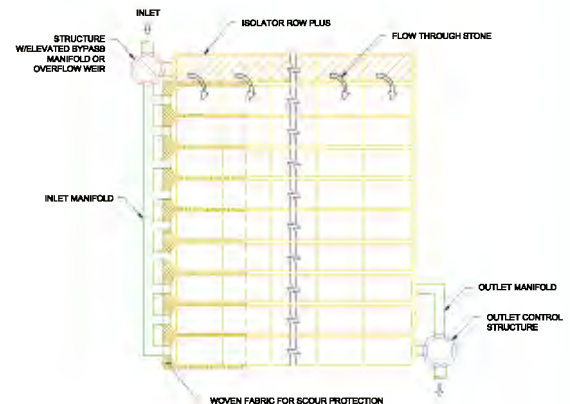 INLET
ISOLATOR ROW PLUS
STRUCTURE
W/ELEVATED BYPASS
MANIFOLD OR
OVERFLOW WEIR
FLOW THROUGH STONE
INLET MANIFOLD
OUTLET MANIFOLD
OUTLET CONTROL
STRUCTURE
WOVEN FABRIC FOR SCOUR PROTECTION